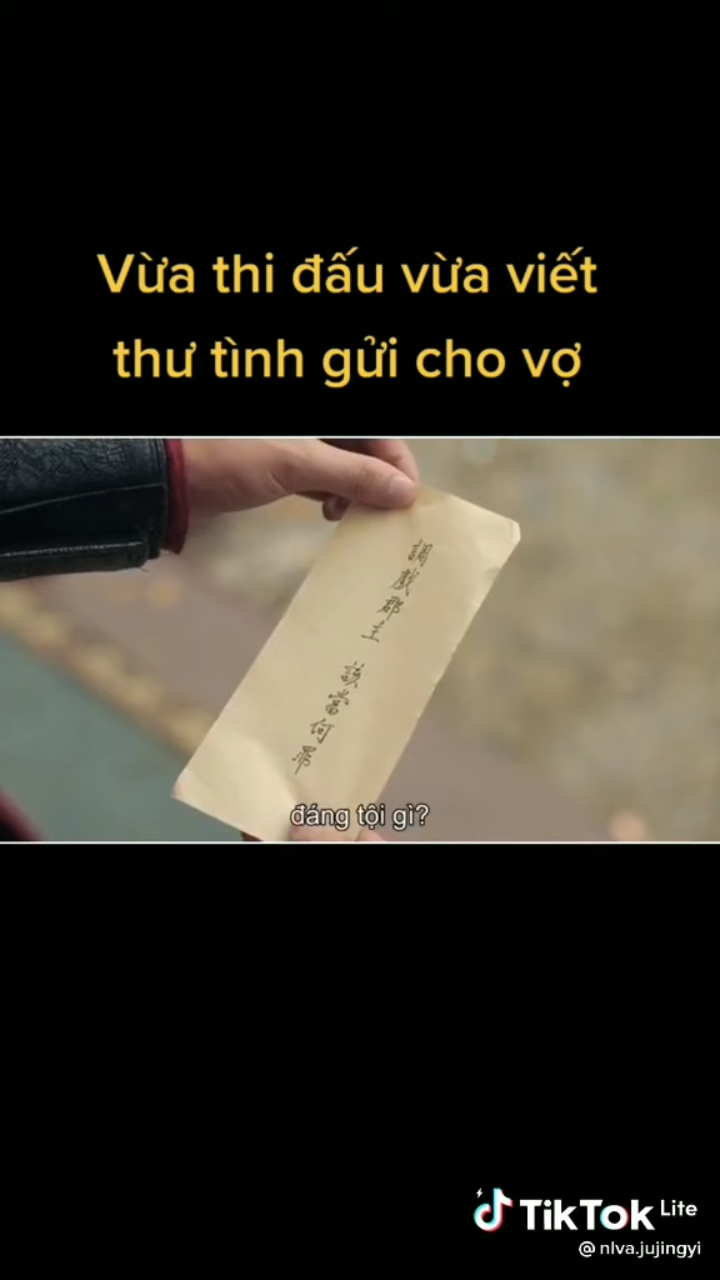 Vừa thi đấu vừa viết
thư tình gửi cho vợ
調戲郡主 該當何罪
đáng tội gì?
TikTok Lite
@nlva.jujingyi